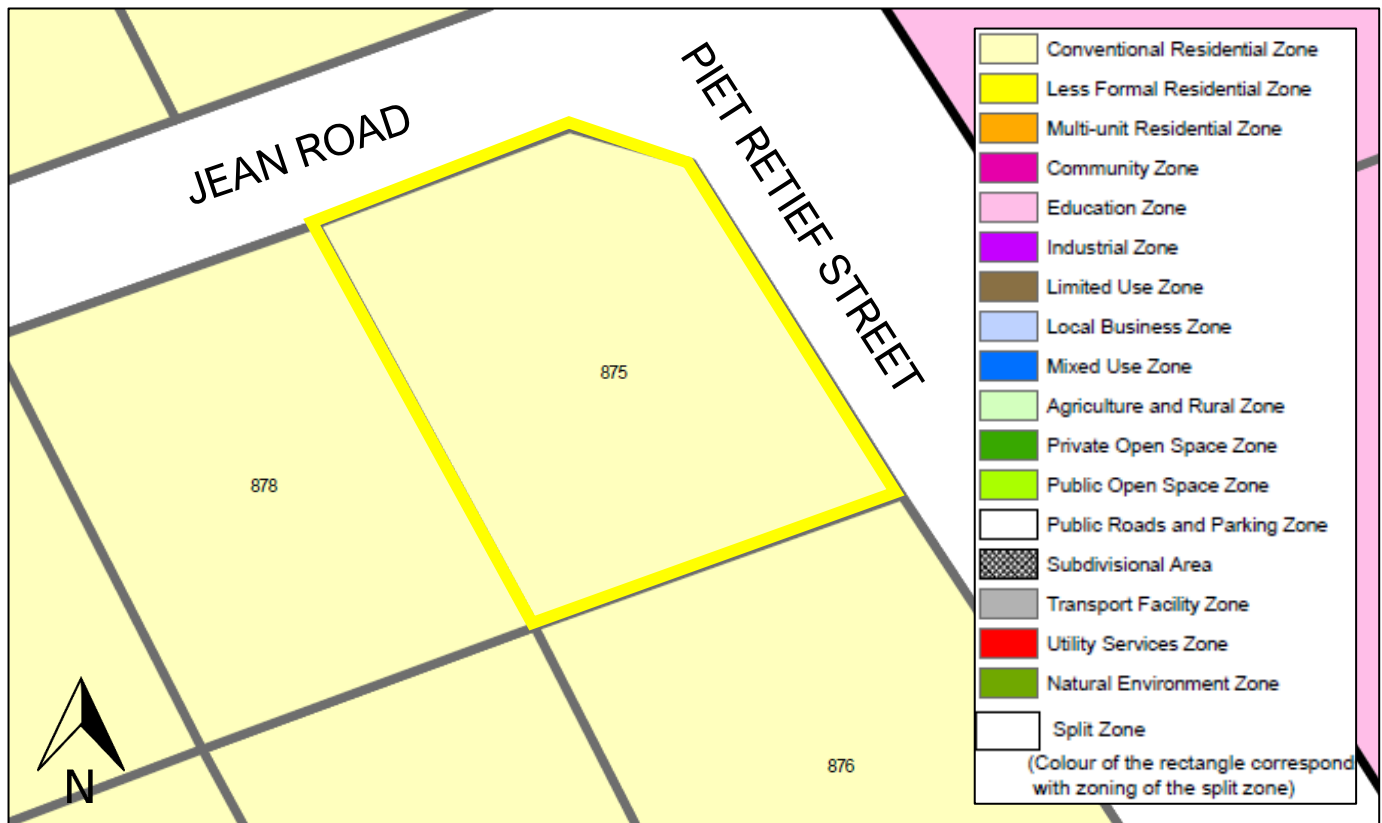 JEAN ROAD
PIET RETIEF STREET
875
878
876
N
Conventional Residential Zone
Less Formal Residential Zone
Multi-unit Residential Zone
Community Zone
Education Zone
Industrial Zone
Limited Use Zone
Local Business Zone
Mixed Use Zone
Agriculture and Rural Zone
Private Open Space Zone
Public Open Space Zone
Public Roads and Parking Zone
Subdivisional Area
Transport Facility Zone
Utility Services Zone
Natural Environment Zone
Split Zone
(Colour of the rectangle correspond
with zoning of the split zone)